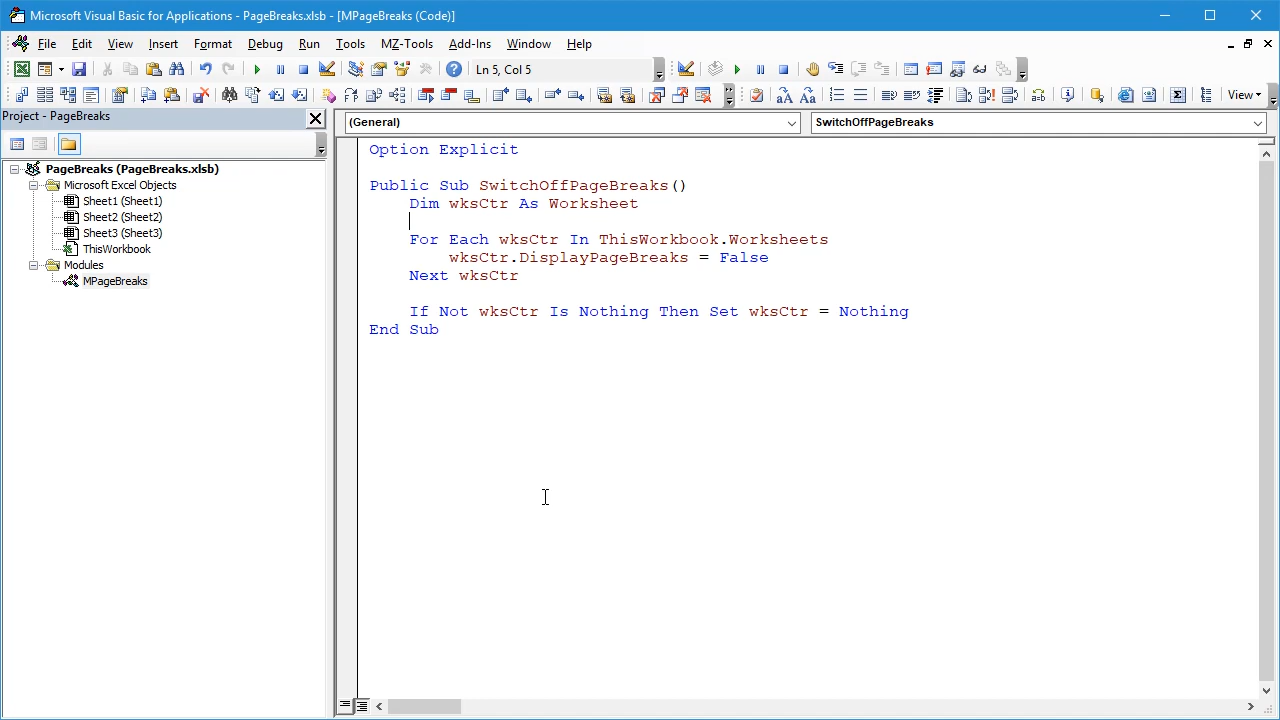 Microsoft Visual Basic for Applications - PageBreaks.xlsb - [MPageBreaks (Code)]
File Edit View Insert Format Debug Run Tools MZ-Tools Add-Ins Window Help
Ln 5, Col 5
View
Project - PageBreaks
(General)
SwitchOffPageBreaks
PageBreaks (PageBreaks.xlsb)
Microsoft Excel Objects
Sheet1 (Sheet1)
Sheet2 (Sheet2)
Sheet3 (Sheet3)
ThisWorkbook
Modules
MPageBreaks
Option Explicit
Public Sub SwitchOffPageBreaks()
Dim wksCtr As Worksheet
For Each wksCtr In ThisWorkbook.Worksheets
wksCtr.DisplayPageBreaks = False
Next wksCtr
If Not wksCtr Is Nothing Then Set wksCtr = Nothing
End Sub